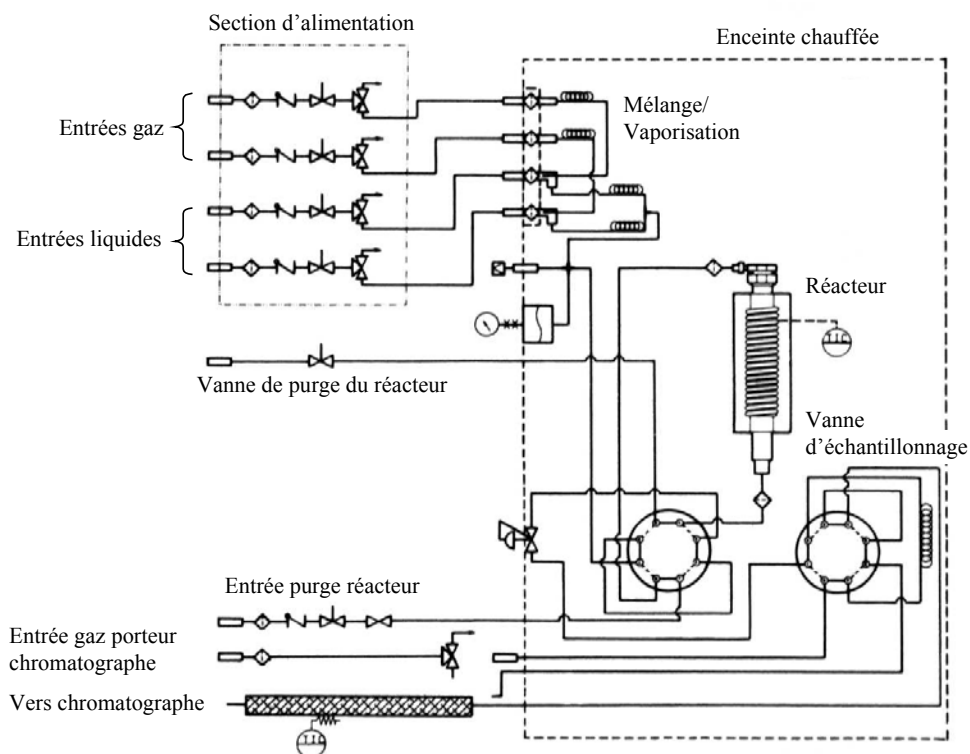 Section d'alimentation
Enceinte chauffée
Entrées gaz
Mélange/
Vaporisation
Entrées liquides
Réacteur
T.I.C
Vanne de purge du réacteur
Vanne
d'échantillonnage
Entrée purge réacteur
Entrée gaz porteur
chromatographe
Vers chromatographe
T.I.C